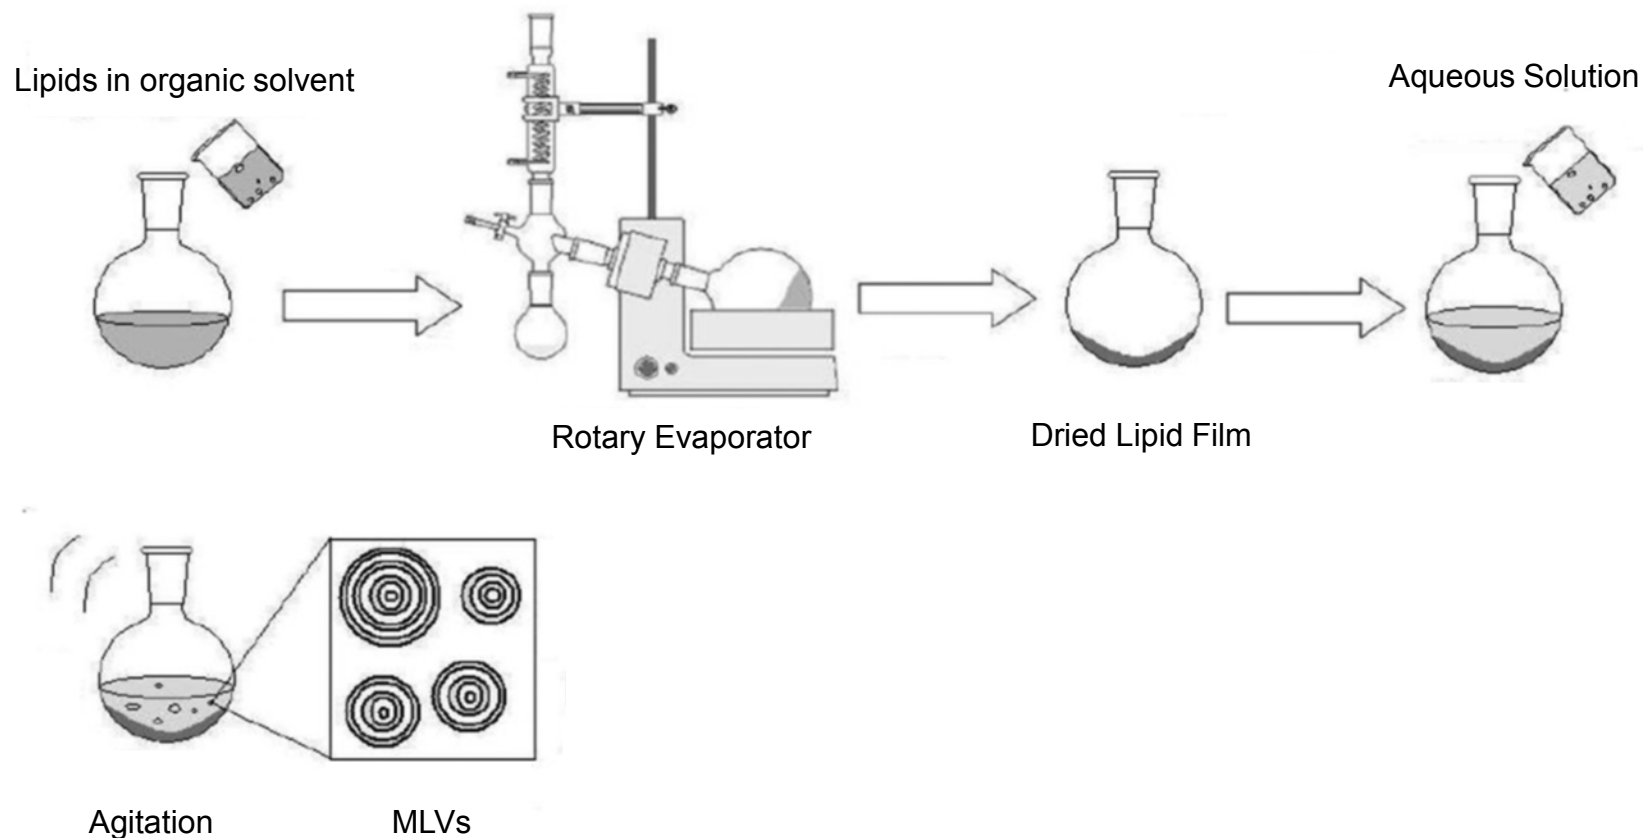 Lipids in organic solvent
Aqueous Solution
Rotary Evaporator
Dried Lipid Film
Agitation
MLVs